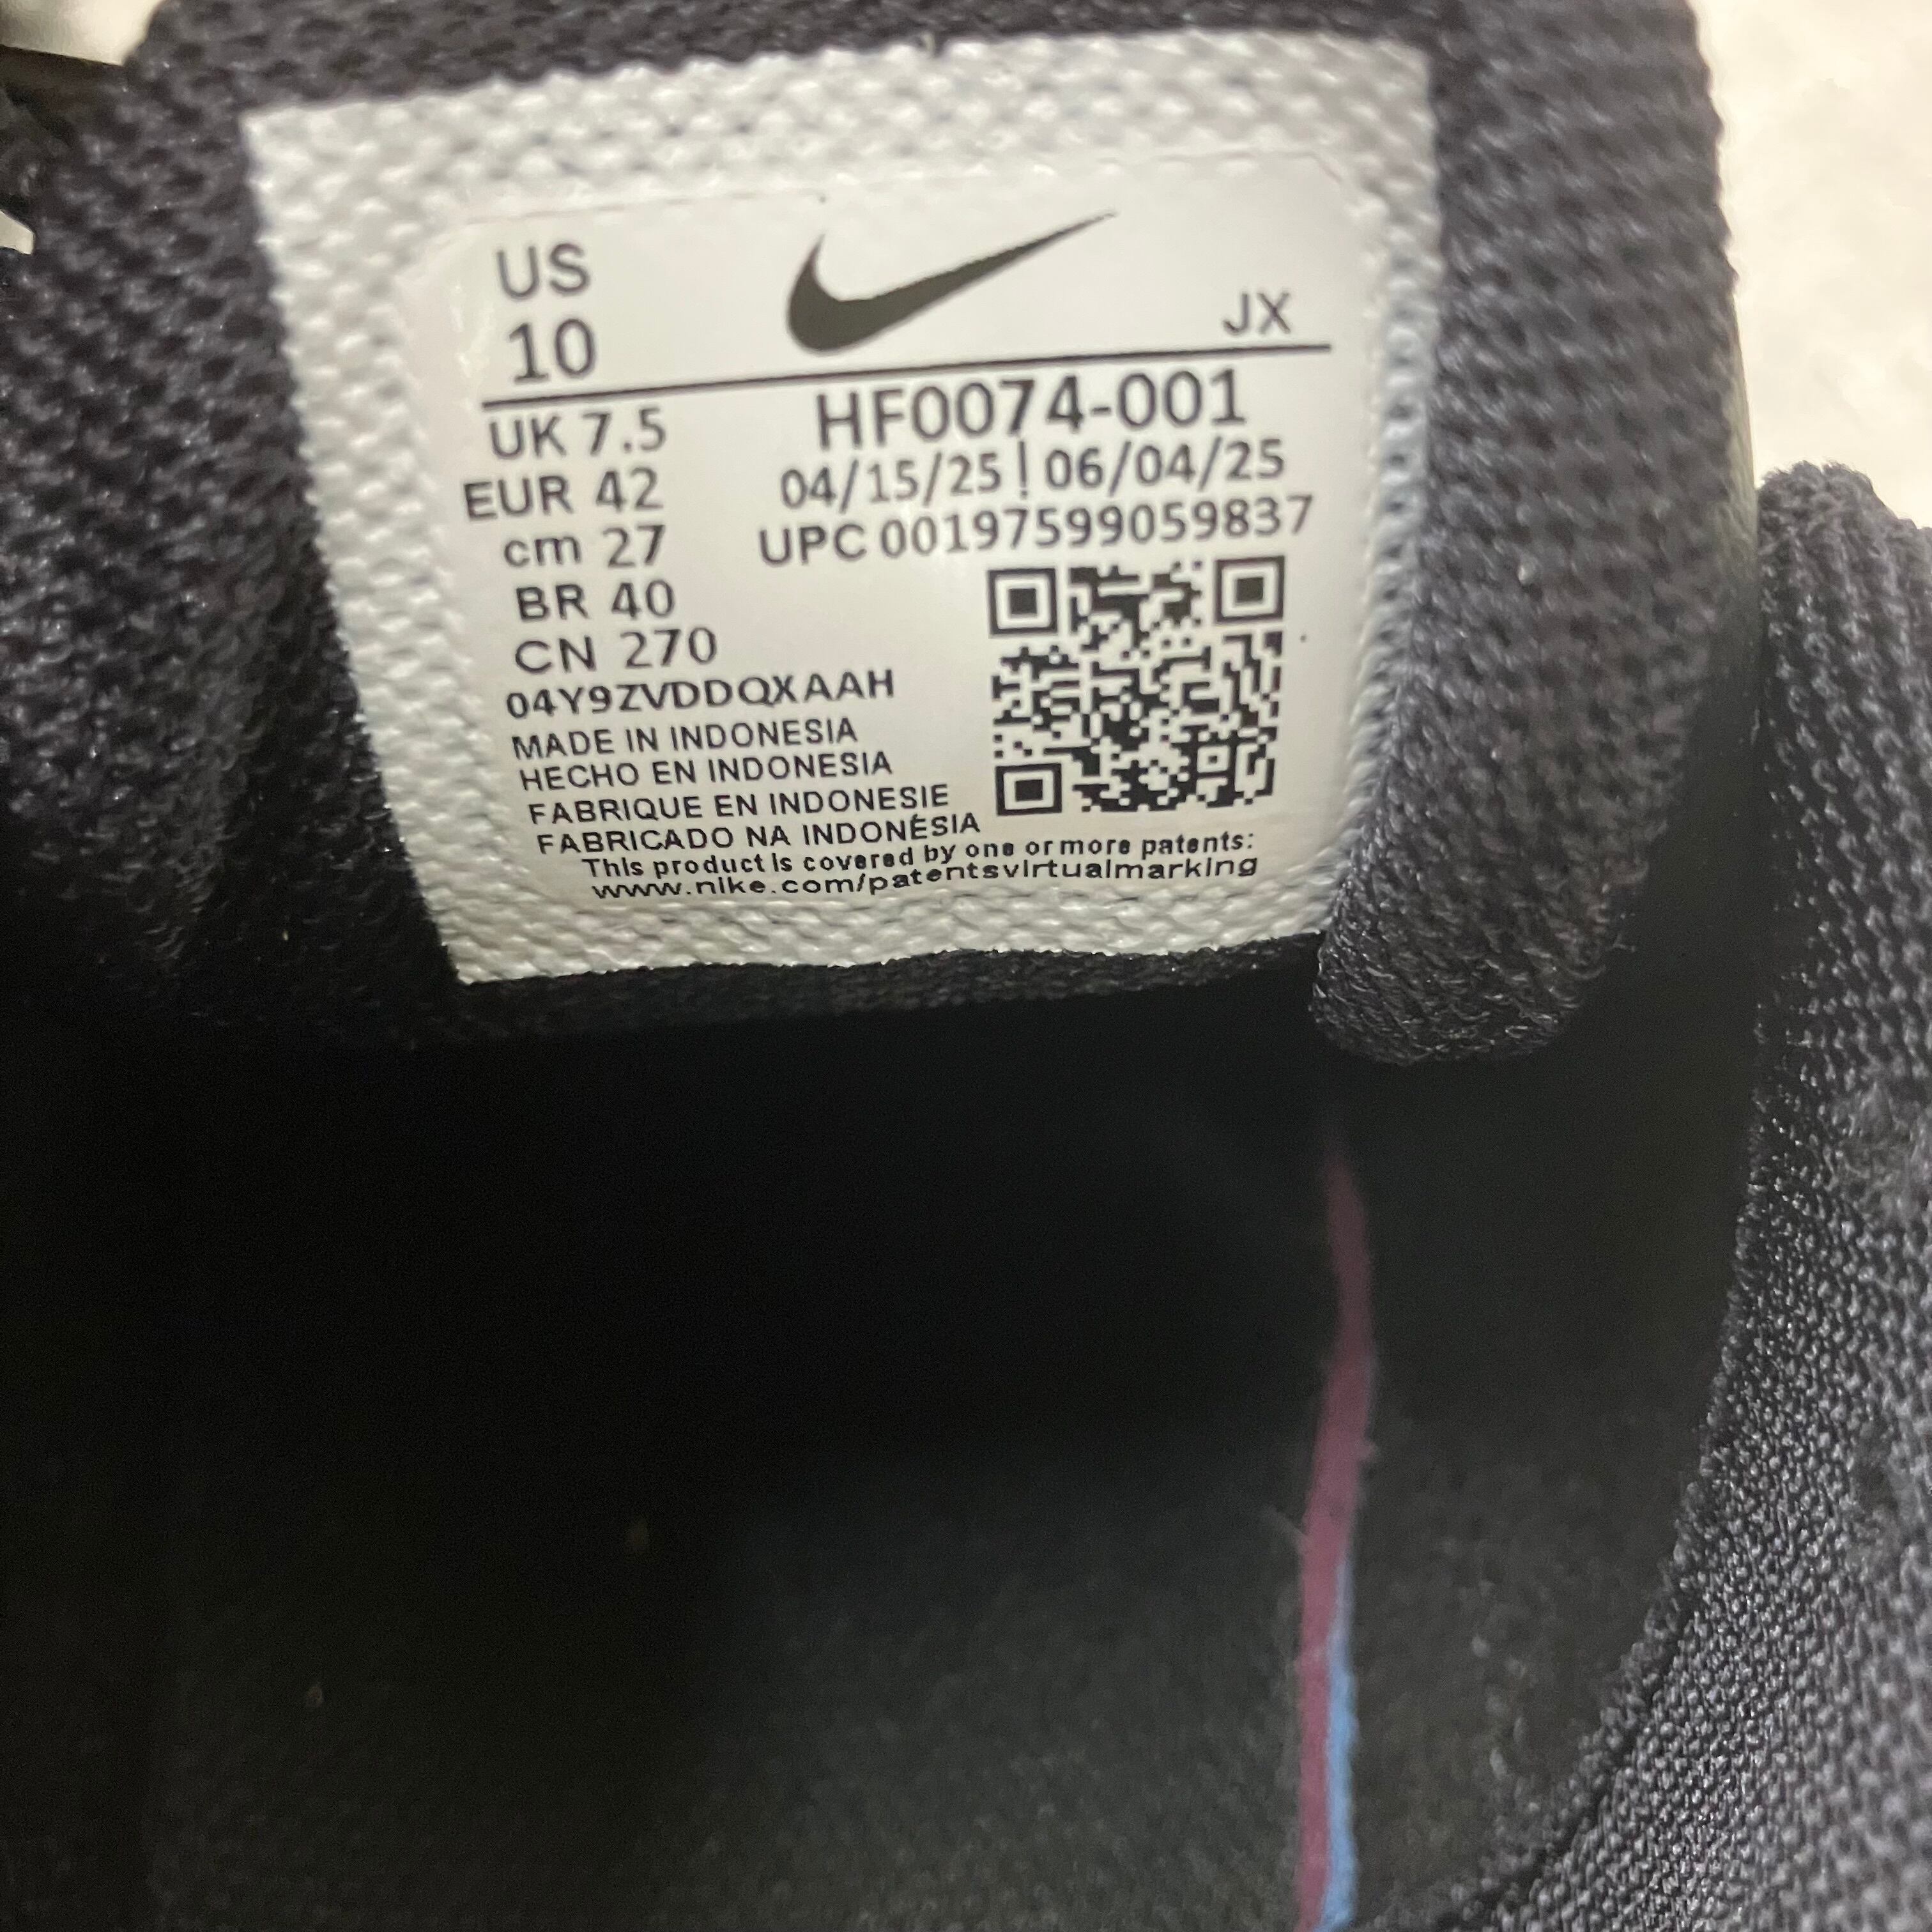 US
10
JX
UK 7.5
HF0074-001
EUR 42
04/15/25 | 06/04/25
cm 27
UPC 00197599059837
BR 40
CN 270
04Y9ZVDDQXAAH
MADE IN INDONESIA
HECHO EN INDONESIA
FABRIQUE EN INDONESIE
FABRICADO NA INDONÉSIA
This product is covered by one or more patents:
www.nike.com/patentsvirtualmarking